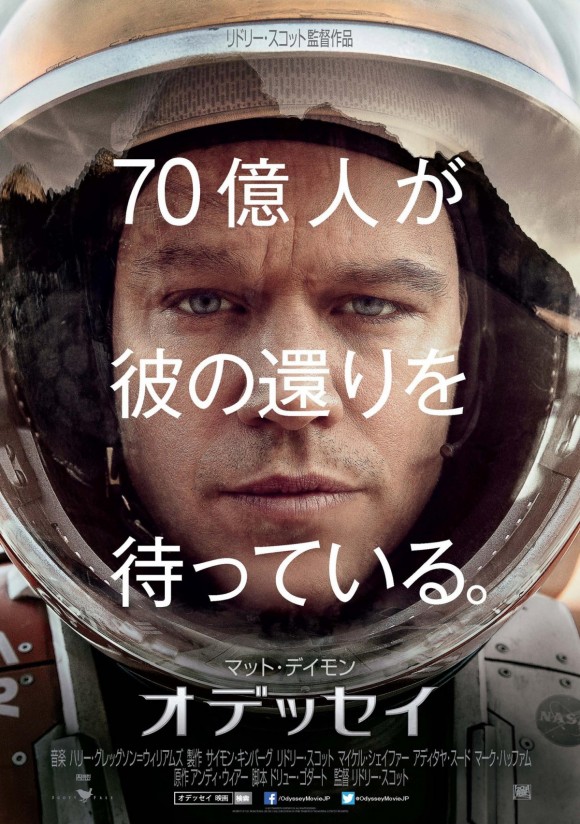 リドリー・スコット監督作品
70億人が
彼の還りを
待っている。
マット・デイモン
オデッセイ
音楽 ハリー・グレッグソン=ウィリアムズ 製作 サイモン・キンバーグ リドリー・スコット マイケル・シェイファー アディタヤ・スード マーク・ハッファム
原作 アンディ・ウィアー 脚本 ドリュー・ゴダード 監督 リドリー・スコット
オデッセイ 映画 検索 f /OdysseyMovieJP @OdysseyMovieJP
NASA